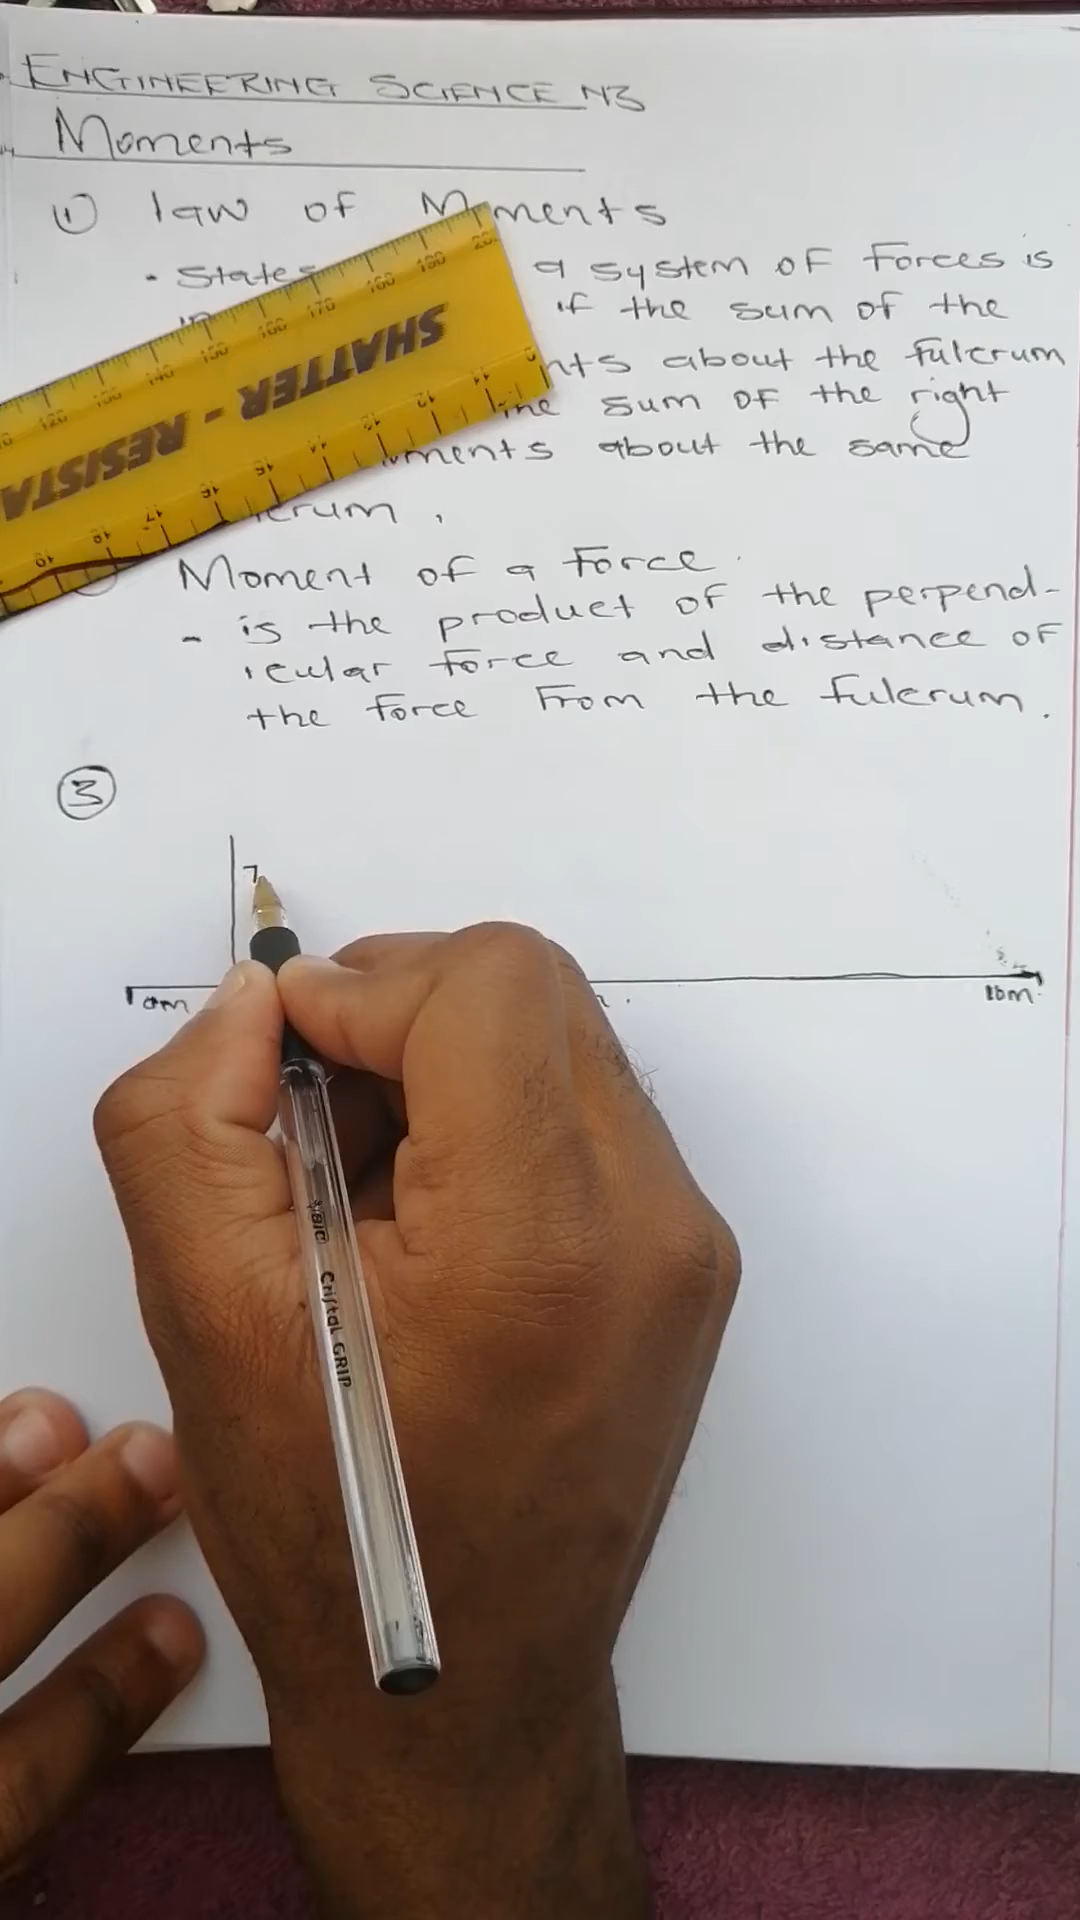 ENGINEERING SCIENCE N3
Moments
1) law of Moments
• States a system of Forces is
if the sum of the
about the fulcrum
the sum OF the right
about the same
Moment of a Force
- is the product of the perpend-
icular force and distance of
the force From the fulcrum.
3
7
0m
10m
SHATTER - RESISTA
BIC Cristal GRIP